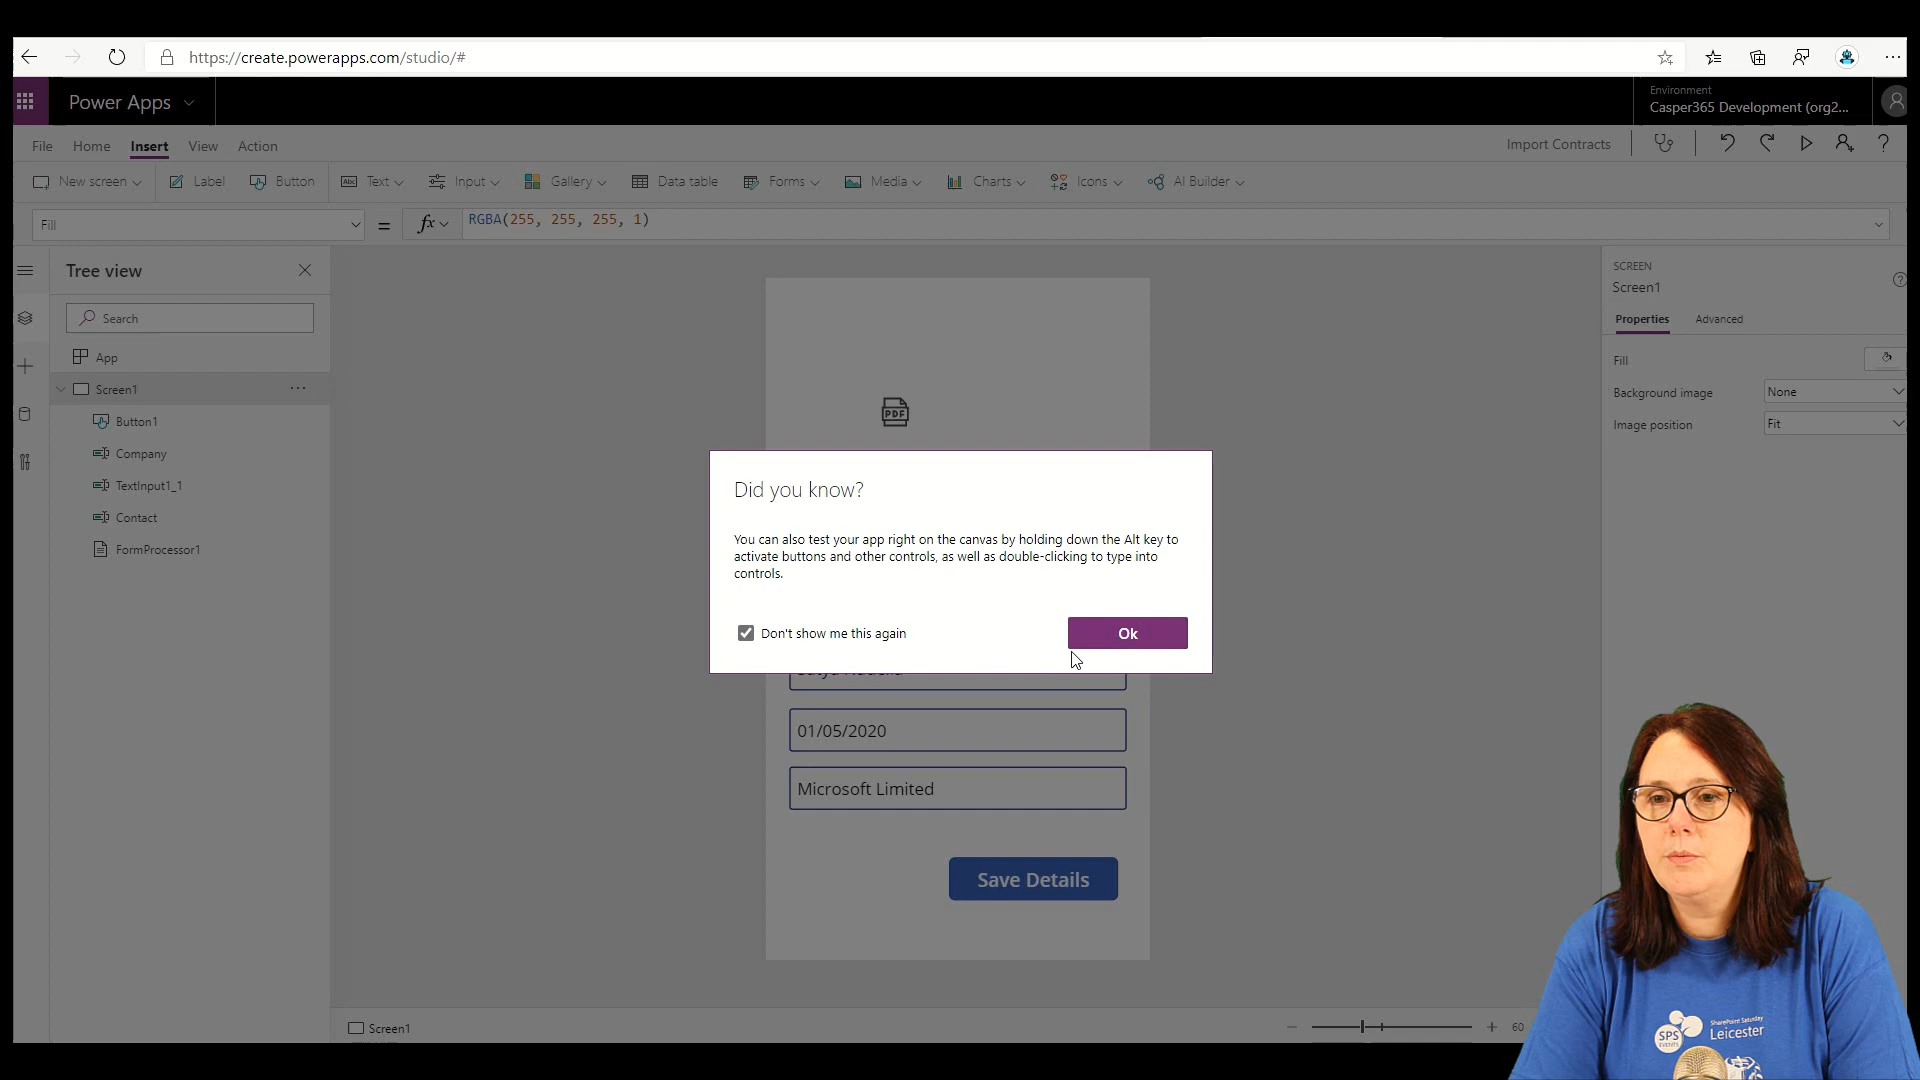 https://create.powerapps.com/studio/#
Power Apps
Environment
Casper365 Development (org2...
File Home Insert View Action
Import Contracts
New screen Label Button Text Input Gallery Data table Forms Media Charts Icons AI Builder
Fill = fx RGBA(255, 255, 255, 1)
Tree view
Search
App
Screen1
Button1
Company
TextInput1_1
Contact
FormProcessor1
SCREEN
Screen1
Properties Advanced
Fill
Background image None
Image position Fit
PDF
Did you know?
You can also test your app right on the canvas by holding down the Alt key to
activate buttons and other controls, as well as double-clicking to type into
controls.
Don't show me this again
Ok
01/05/2020
Microsoft Limited
Save Details
Screen1
60
SharePoint Saturday
Leicester
SPS
EVENTS